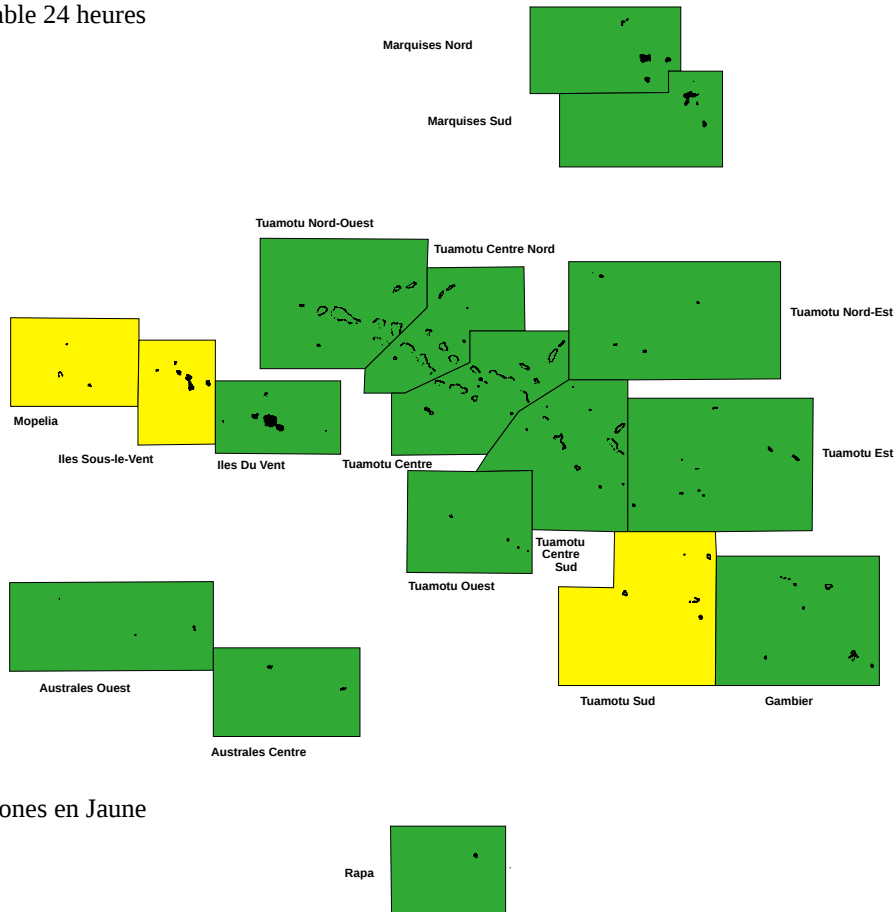 able 24 heures
Marquises Nord
Marquises Sud
Tuamotu Nord-Ouest
Tuamotu Centre Nord
Tuamotu Nord-Est
Mopelia
Iles Sous-le-Vent
Iles Du Vent
Tuamotu Centre
Tuamotu Est
Tuamotu
Centre
Sud
Tuamotu Ouest
Australes Ouest
Tuamotu Sud
Gambier
Australes Centre
ones en Jaune
Rapa